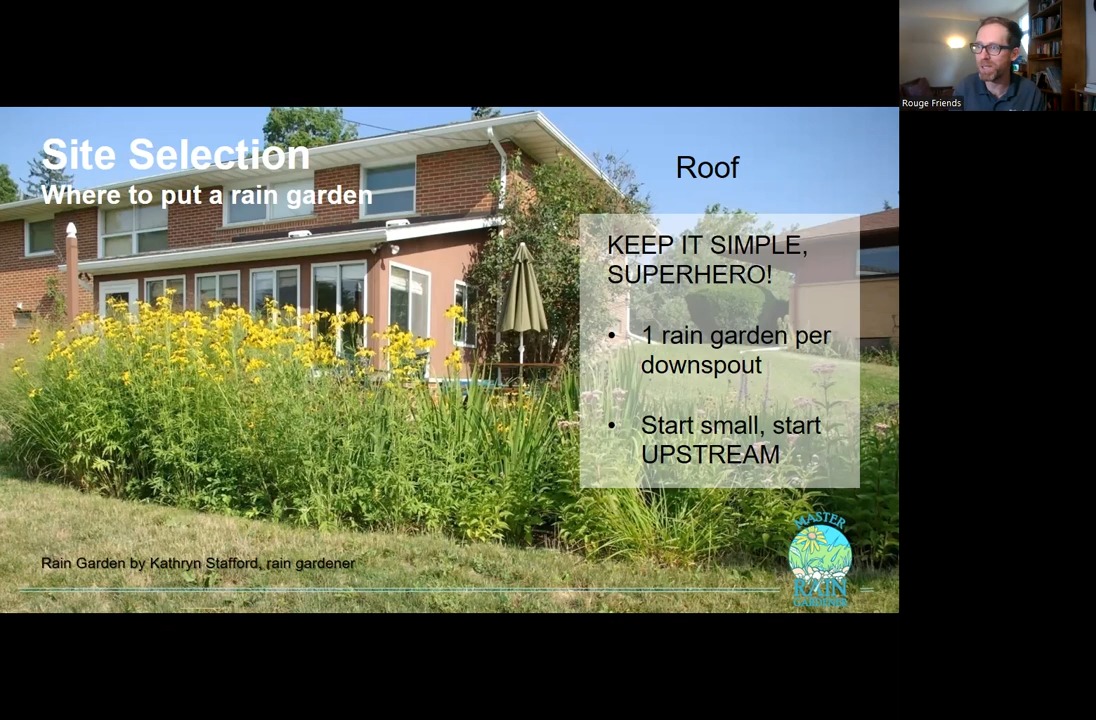 Rouge Friends
Site Selection
Where to put a rain garden
Roof
KEEP IT SIMPLE,
SUPERHERO!
• 1 rain garden per
downspout
• Start small, start
UPSTREAM
Rain Garden by Kathryn Stafford, rain gardener
MASTER
RAIN
GARDENER